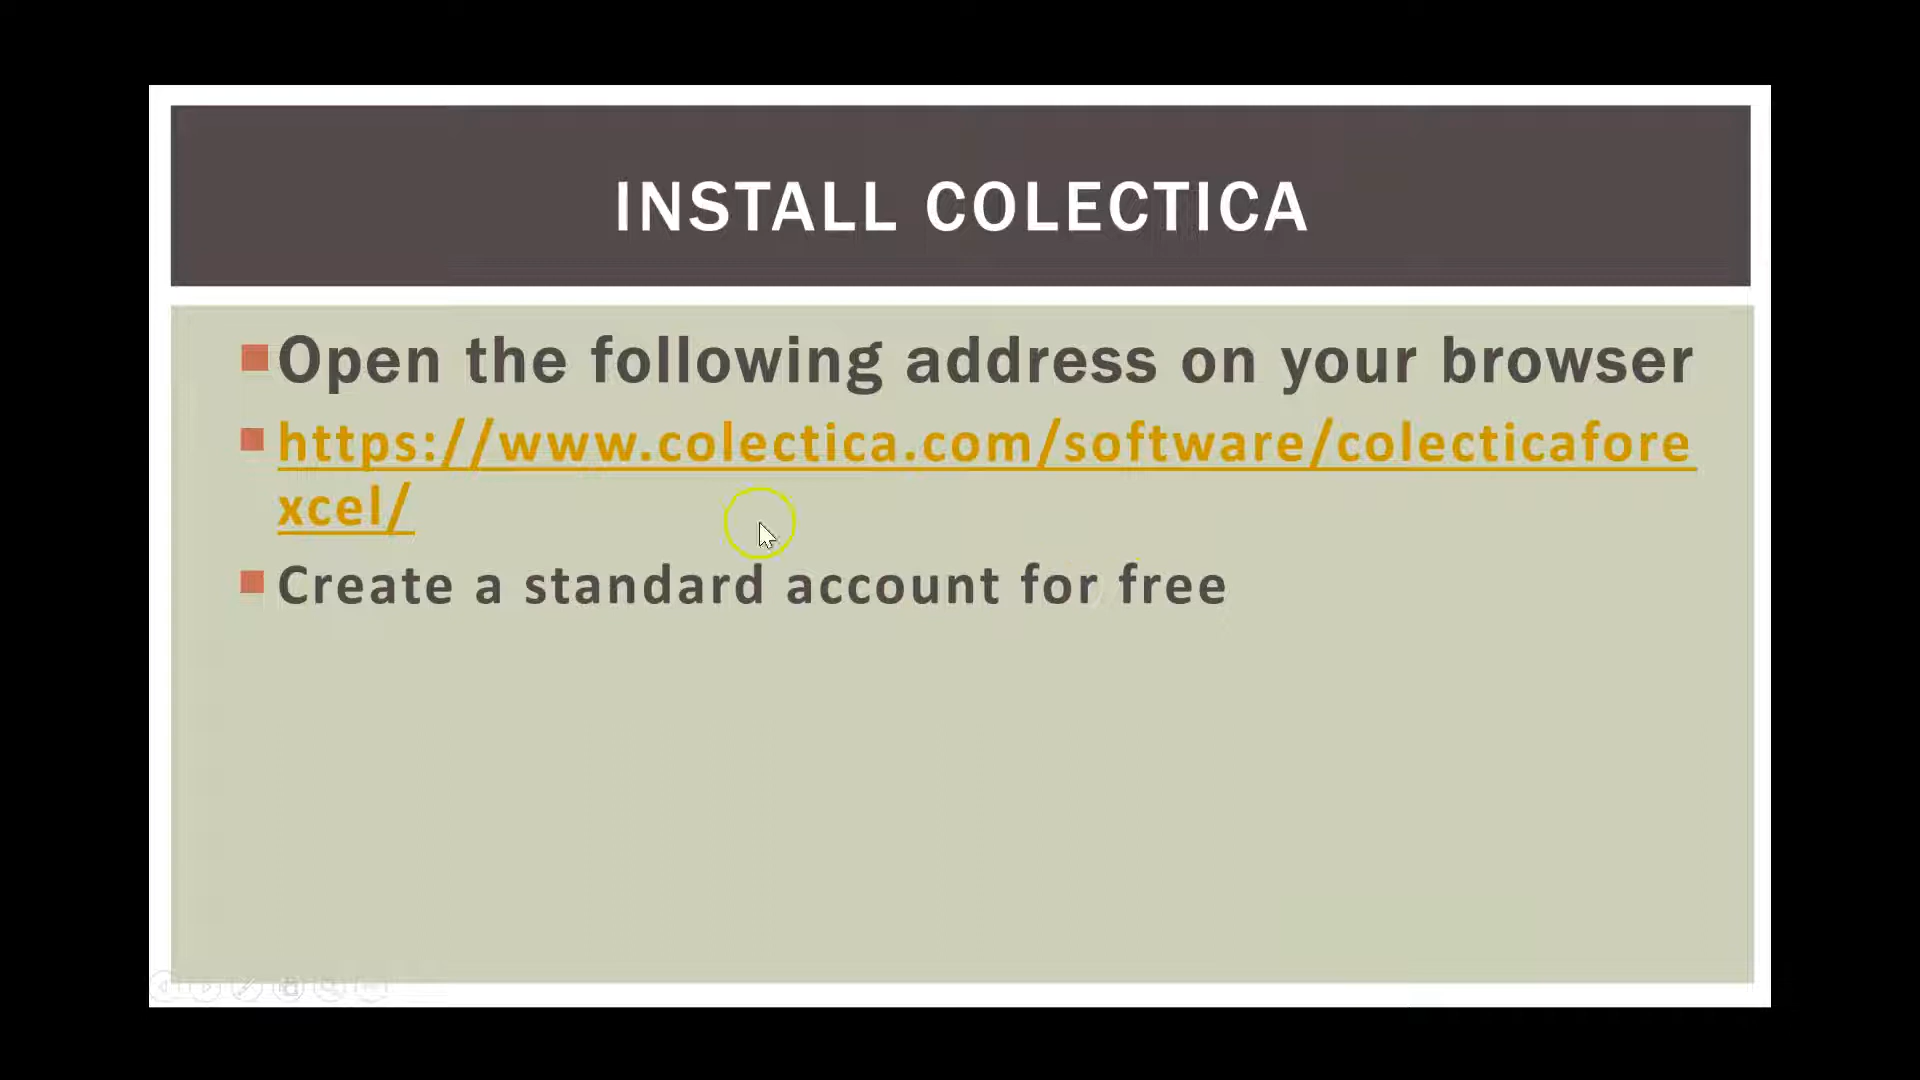 INSTALL COLECTICA
Open the following address on your browser
https://www.colectica.com/software/colecticafore
xcel/
Create a standard account for free